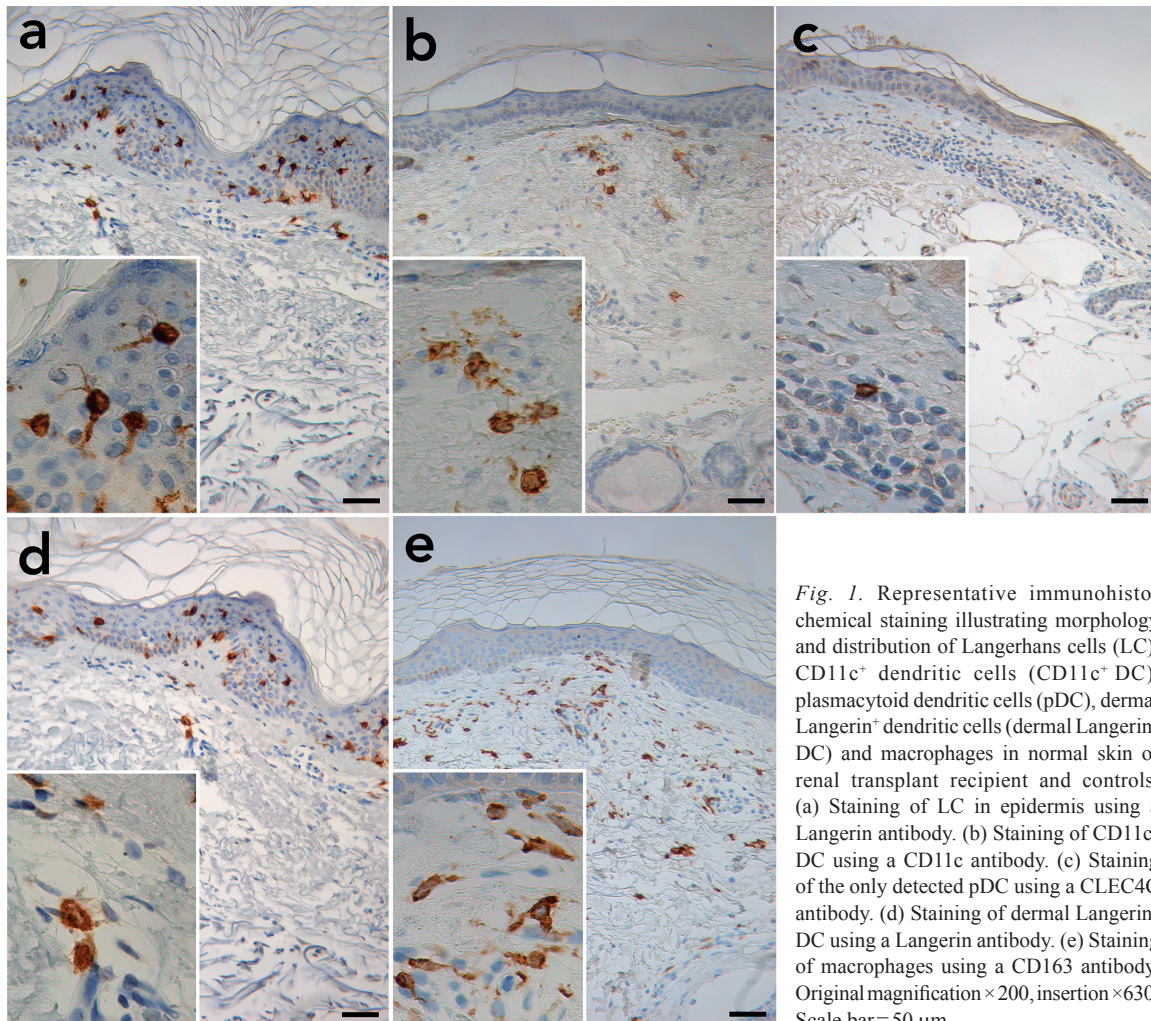 a
b
c
d
e
Fig. 1. Representative immunohisto
chemical staining illustrating morphology
and distribution of Langerhans cells (LC)
CD11c⁺ dendritic cells (CD11c⁺ DC)
plasmacytoid dendritic cells (pDC), derma
Langerin⁺ dendritic cells (dermal Langerin
DC) and macrophages in normal skin o
renal transplant recipient and controls
(a) Staining of LC in epidermis using a
Langerin antibody. (b) Staining of CD11c
DC using a CD11c antibody. (c) Staining
of the only detected pDC using a CLEC4C
antibody. (d) Staining of dermal Langerin
DC using a Langerin antibody. (e) Staining
of macrophages using a CD163 antibody
Original magnification × 200, insertion ×630
Scale bar = 50 µm